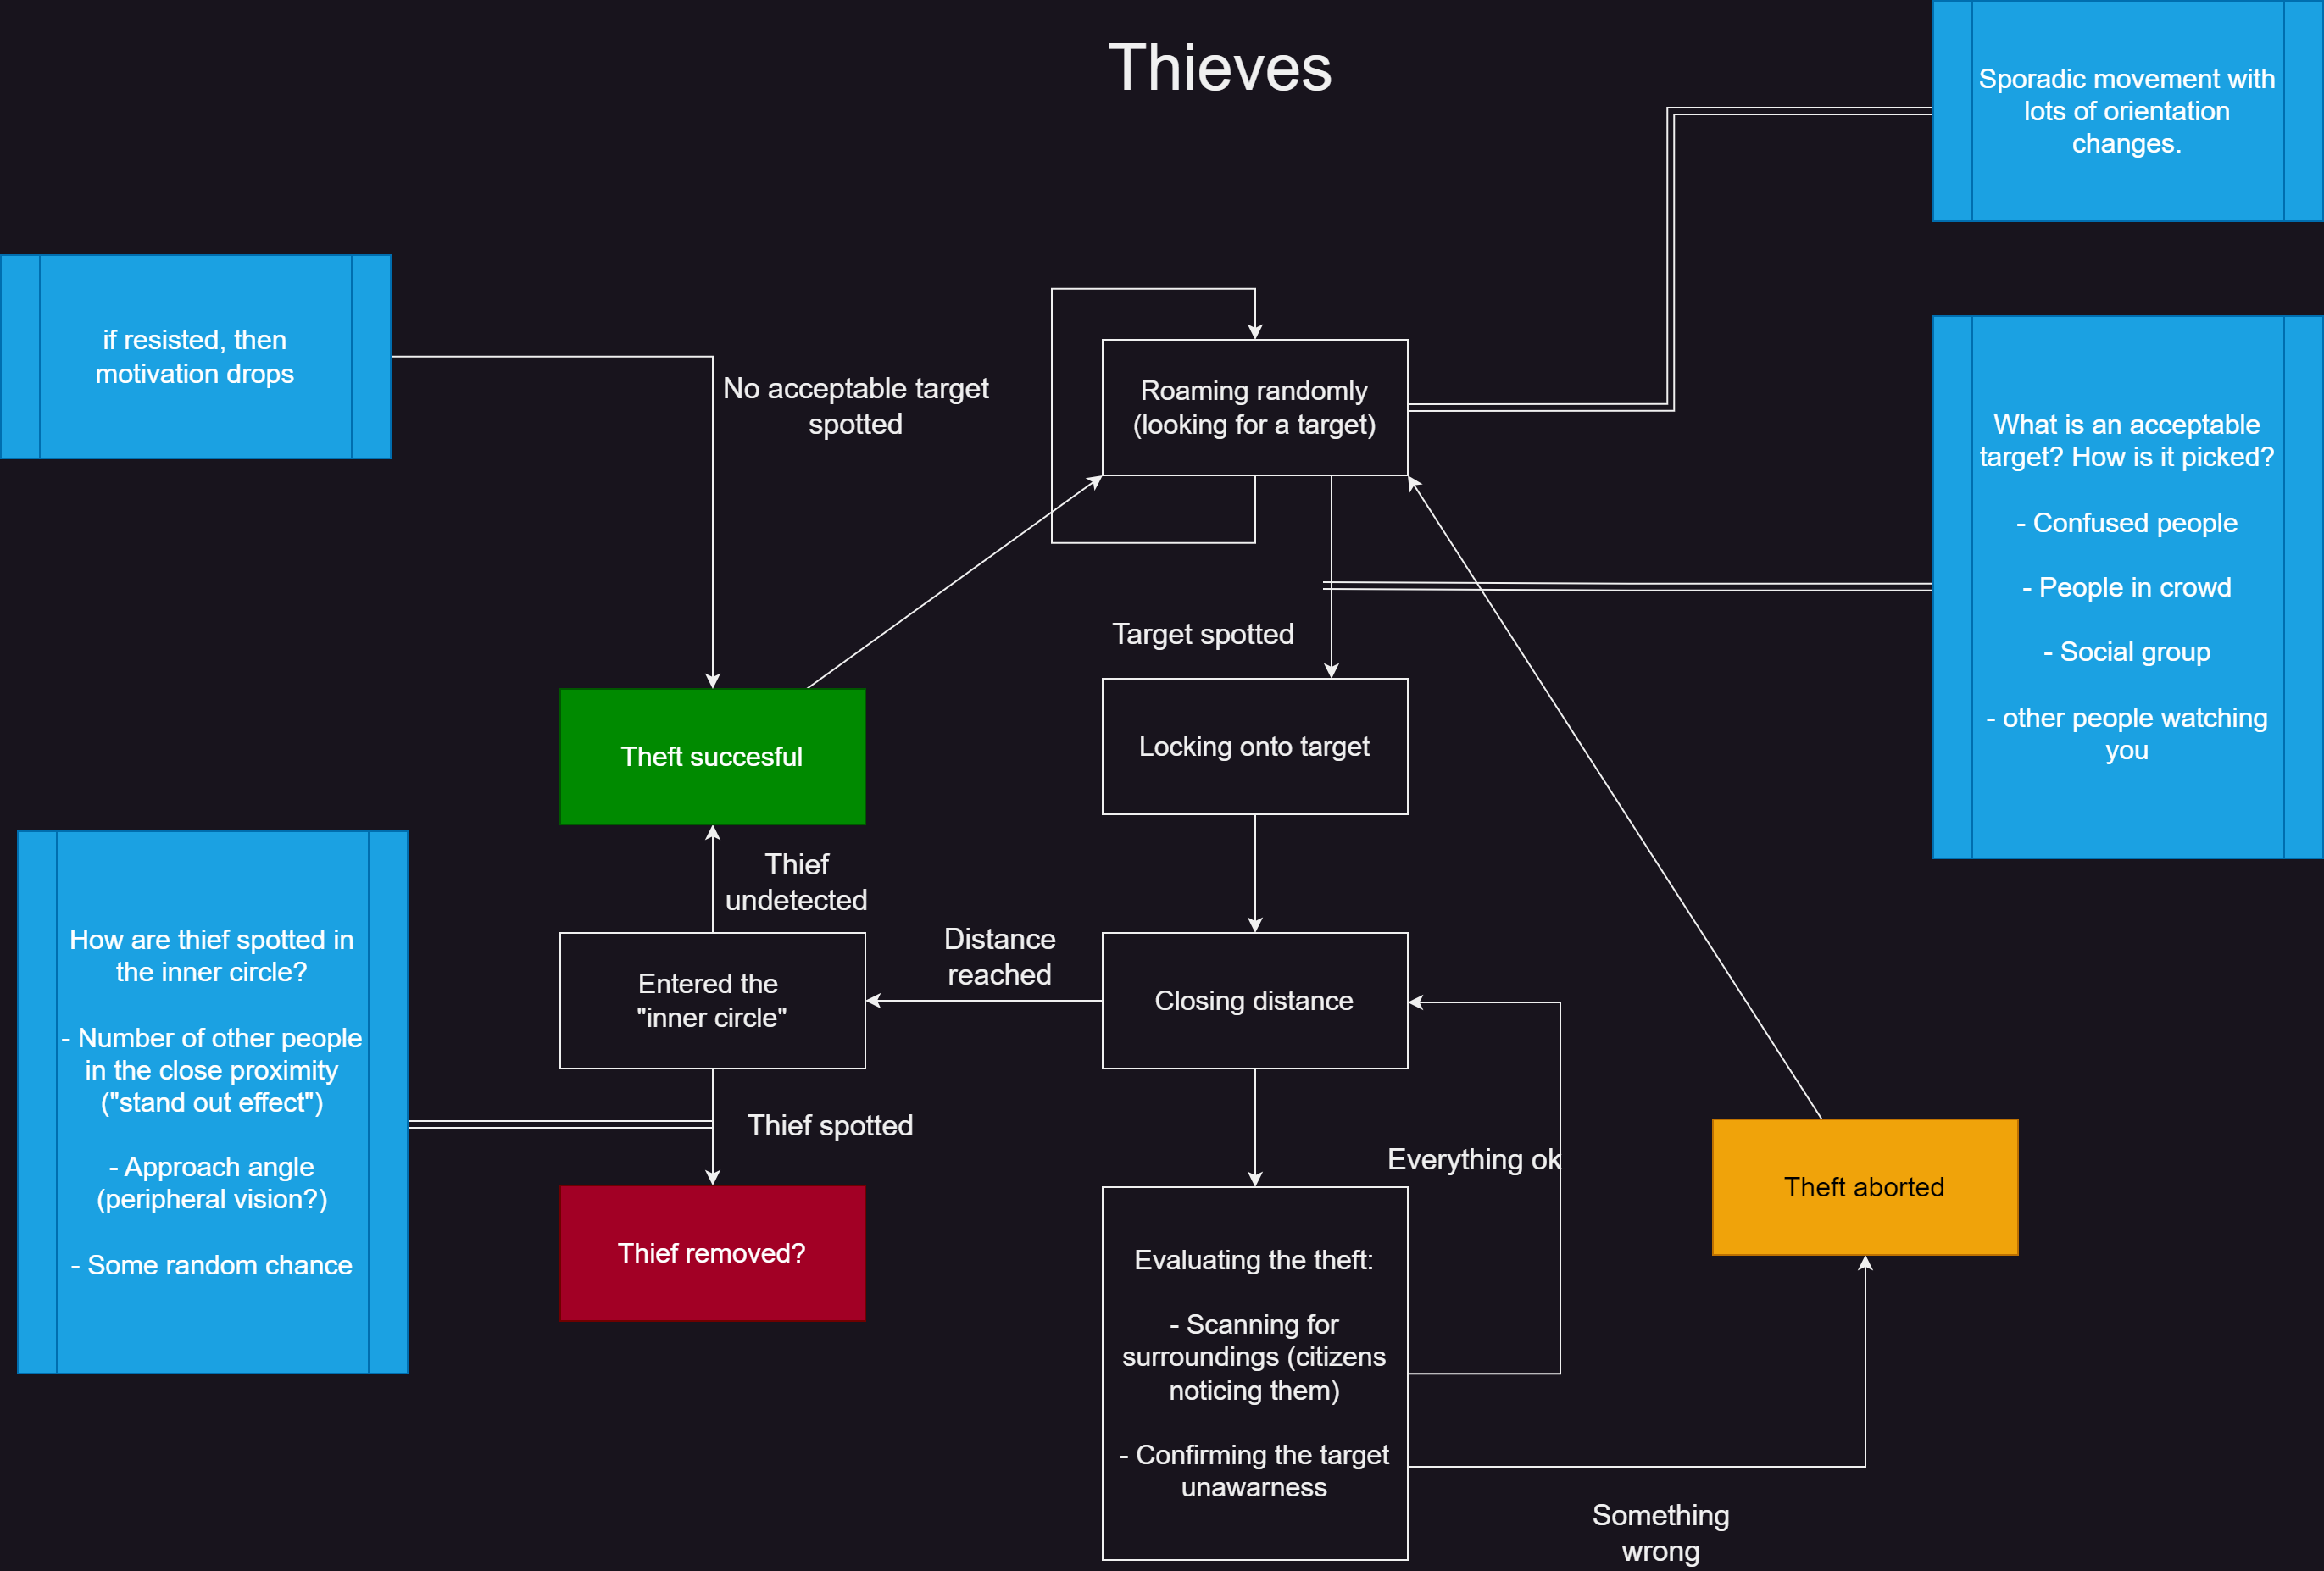 Thieves
Sporadic movement with
lots of orientation
changes.
if resisted, then
motivation drops
No acceptable target
spotted
Roaming randomly
(looking for a target)
What is an acceptable
target? How is it picked?
- Confused people
- People in crowd
- Social group
- other people watching
you
Target spotted
Theft succesful
Locking onto target
Thief
undetected
How are thief spotted in
the inner circle?
- Number of other people
in the close proximity
("stand out effect")
- Approach angle
(peripheral vision?)
- Some random chance
Entered the
"inner circle"
Distance
reached
Closing distance
Thief spotted
Everything ok
Theft aborted
Thief removed?
Evaluating the theft:
- Scanning for
surroundings (citizens
noticing them)
- Confirming the target
unawarness
Something
wrong